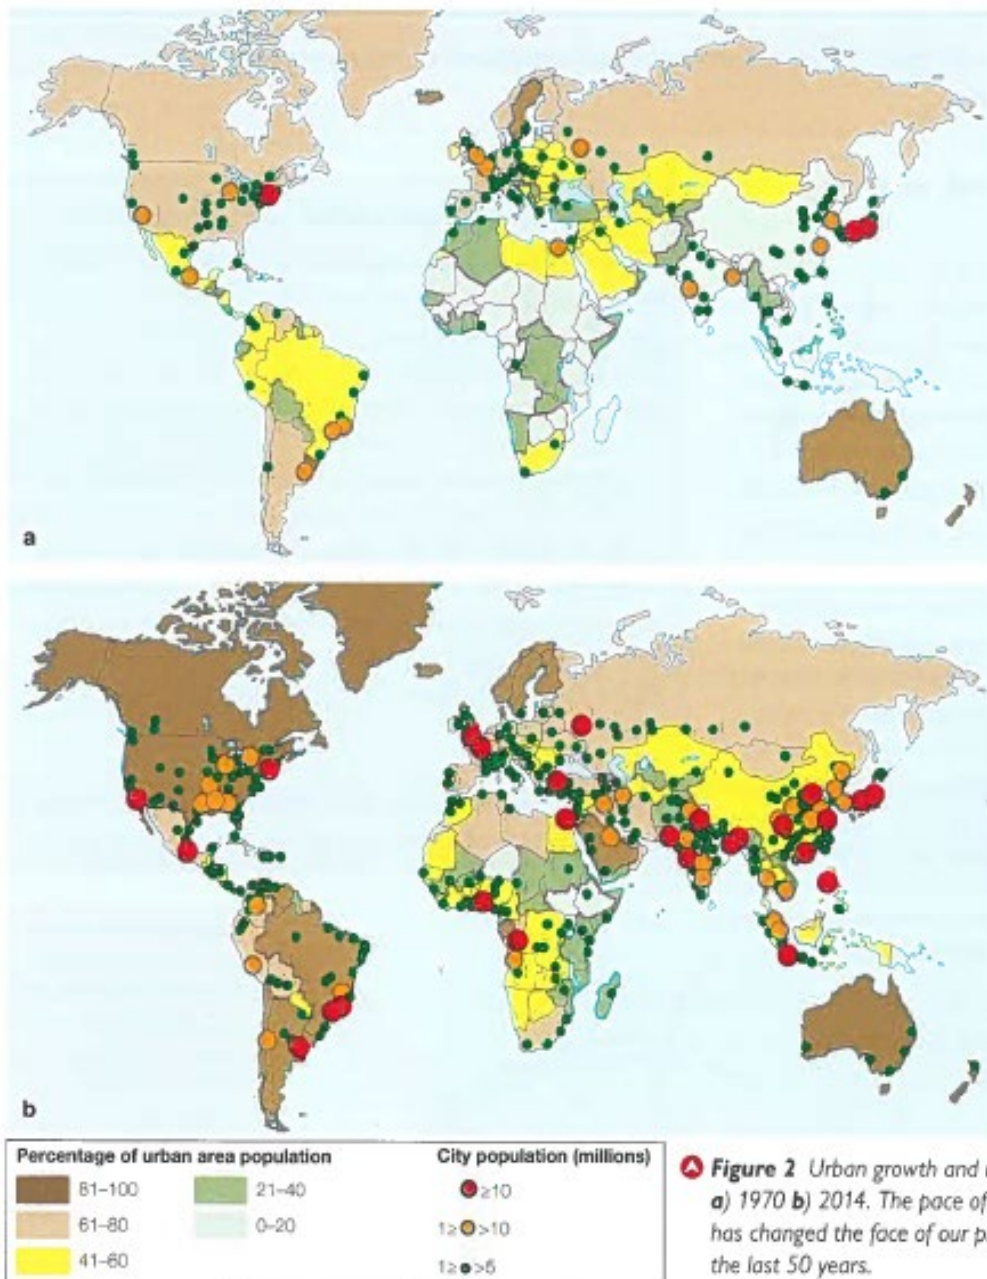 a
b
Percentage of urban area population
81–100
61–80
41–60
21–40
0–20
City population (millions)
≥10
1≥ >10
1≥ >5
Figure 2 Urban growth and
a) 1970 b) 2014. The pace of
has changed the face of our
the last 50 years.